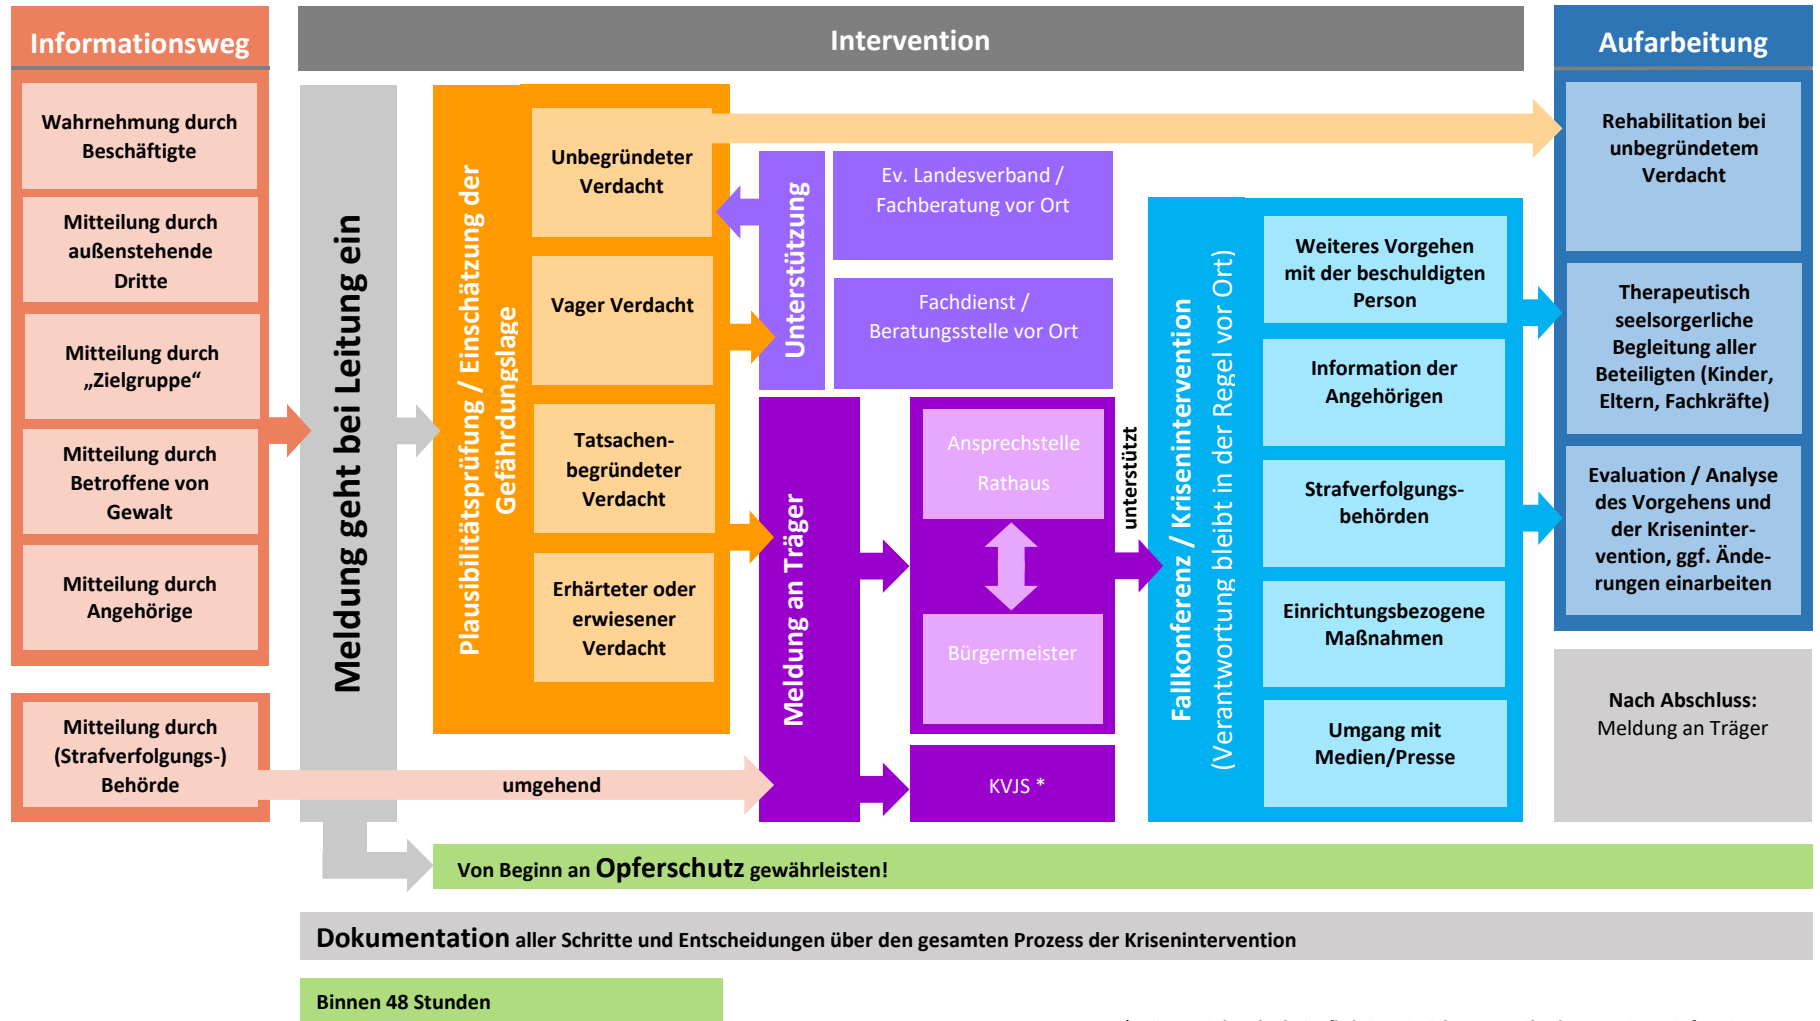 Informationsweg
Wahrnehmung durch
Beschäftigte
Mitteilung durch
außenstehende
Dritte
Mitteilung durch
„Zielgruppe“
Mitteilung durch
Betroffene von
Gewalt
Mitteilung durch
Angehörige
Mitteilung durch
(Strafverfolgungs-)
Behörde
Intervention
Meldung geht bei Leitung ein
Plausibilitätsprüfung / Einschätzung der
Gefährdungslage
Unbegründeter
Verdacht
Vager Verdacht
Tatsachen-
begründeter
Verdacht
Erhärteter oder
erwiesener
Verdacht
umgehend
Unterstützung
Ev. Landesverband /
Fachberatung vor Ort
Fachdienst /
Beratungsstelle vor Ort
Meldung an Träger
Ansprechstelle
Rathaus
Bürgermeister
KVJS *
unterstützt
Fallkonferenz / Krisenintervention
(Verantwortung bleibt in der Regel vor Ort)
Weiteres Vorgehen
mit der beschuldigten
Person
Information der
Angehörigen
Strafverfolgungs-
behörden
Einrichtungsbezogene
Maßnahmen
Umgang mit
Medien/Presse
Aufarbeitung
Rehabilitation bei
unbegründetem
Verdacht
Therapeutisch
seelsorgerliche
Begleitung aller
Beteiligten (Kinder,
Eltern, Fachkräfte)
Evaluation / Analyse
des Vorgehens und
der Kriseninter-
vention, ggf. Ände-
rungen einarbeiten
Nach Abschluss:
Meldung an Träger
Von Beginn an Opferschutz gewährleisten!
Dokumentation aller Schritte und Entscheidungen über den gesamten Prozess der Krisenintervention
Binnen 48 Stunden